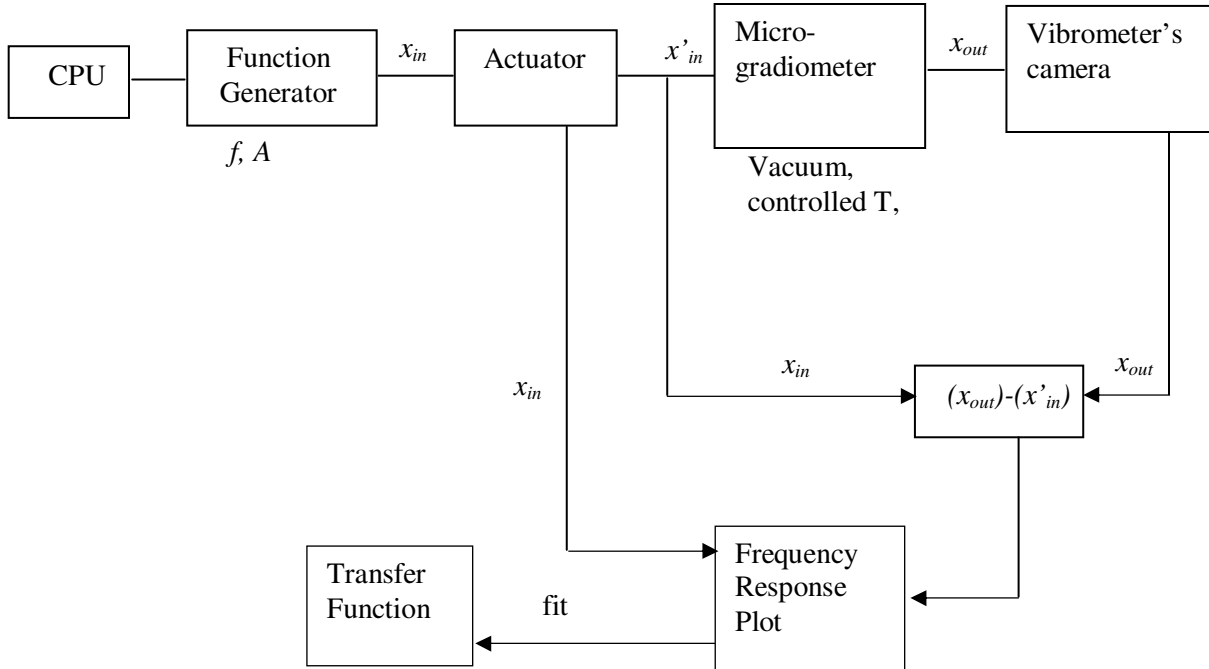 CPU
Function
Generator
f, A
x_in
Actuator
x'_in
Micro-
gradiometer
Vacuum,
controlled T,
x_out
Vibrometer's
camera
x_in
x_in
x_out
(x_out)-(x'_in)
Transfer
Function
fit
Frequency
Response
Plot